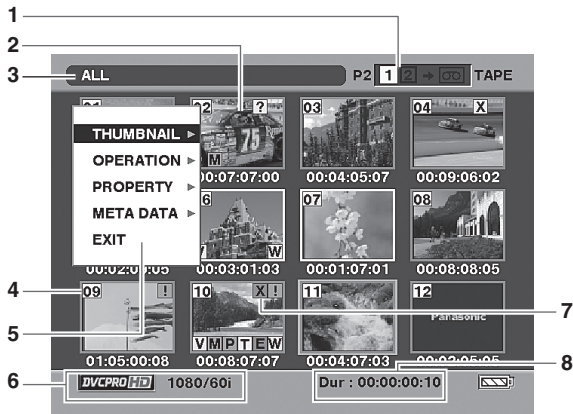 1
2
3 ALL P2 1 2 → TAPE
02 ? 03 04 X
THUMBNAIL ▶ 75
OPERATION ▶ M
00:07:07:00 00:04:05:07 00:09:06:02
PROPERTY ▶
META DATA ▶ 07 08
EXIT W
00:03:01:03 00:01:07:01 00:08:08:05
4 09 ! 10 X ! 11 12
Panasonic
5 7
V M P T E W
01:05:00:08 00:08:07:07 00:04:07:03
8
6 DVCPRO HD 1080/60i Dur : 00:00:00:10